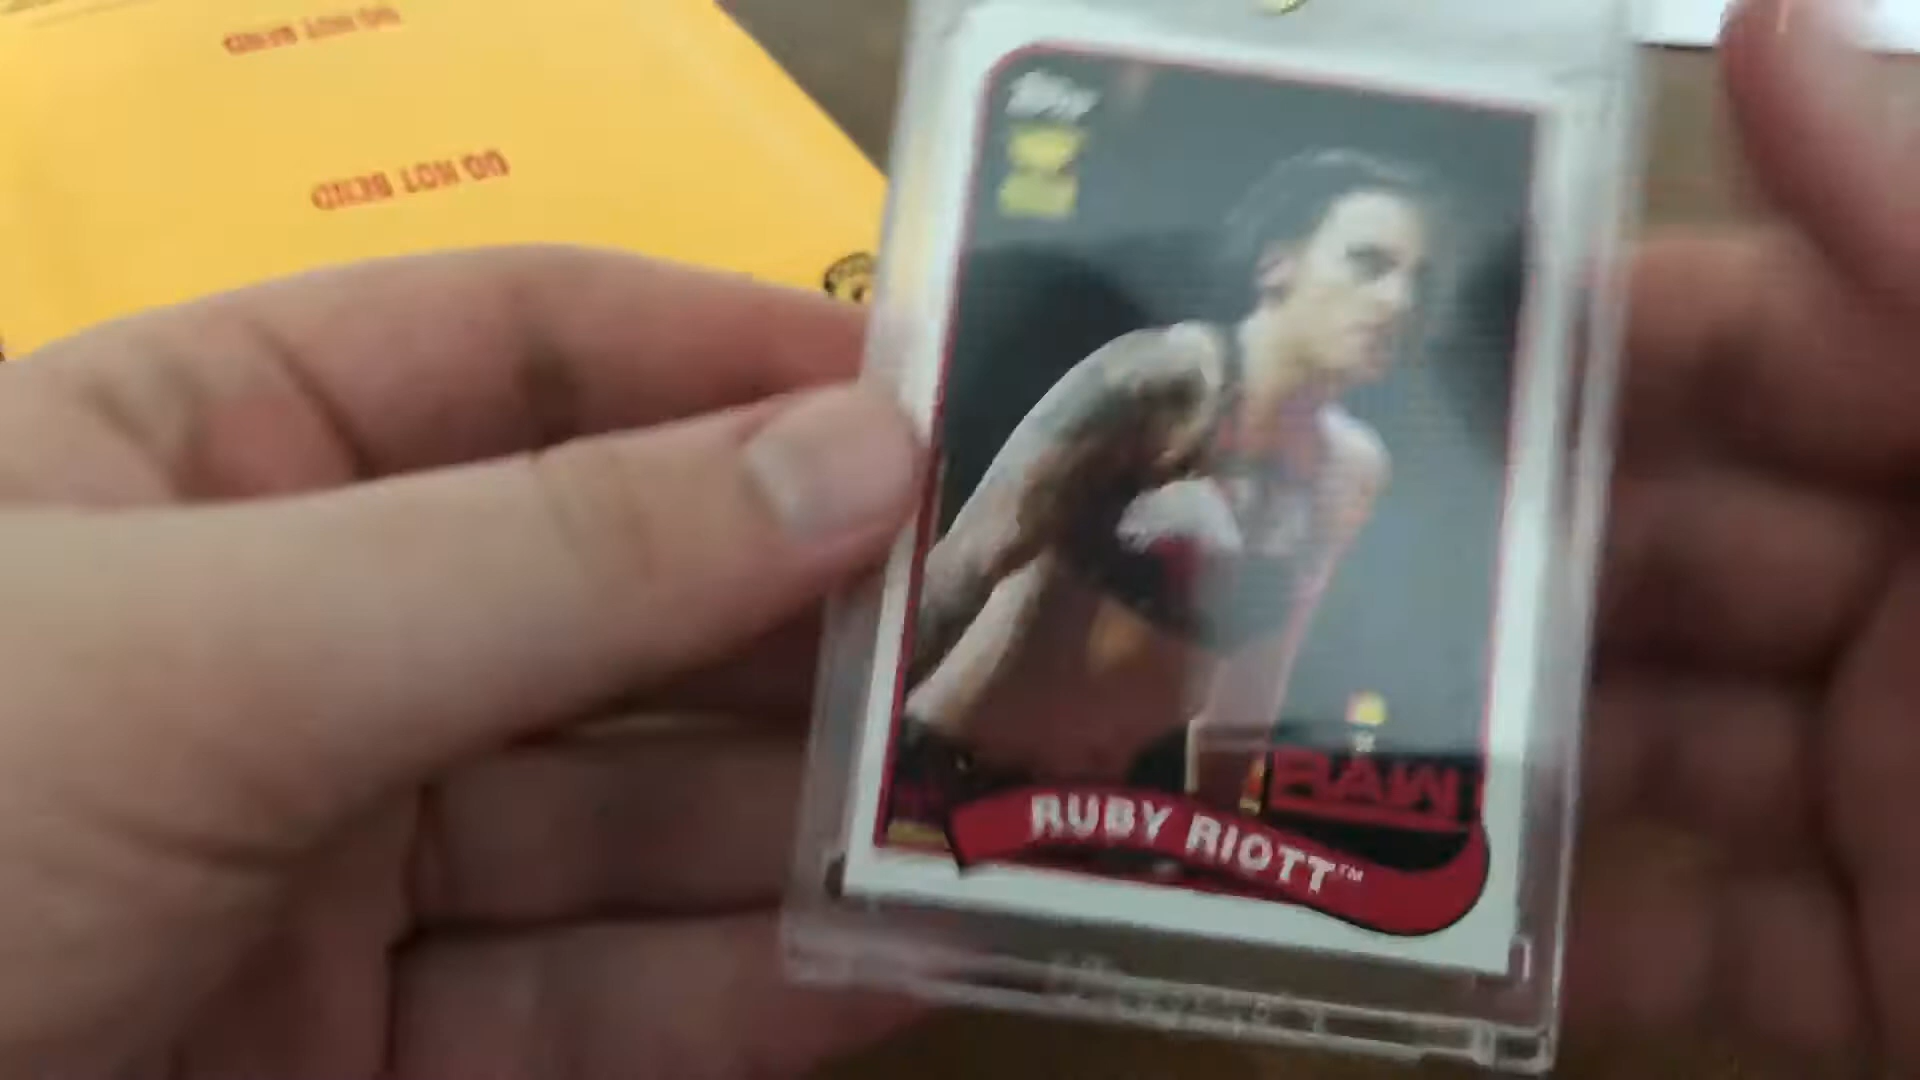 DO NOT BEND
DO NOT BEND
Topps
RAW
RUBY RIOTT™